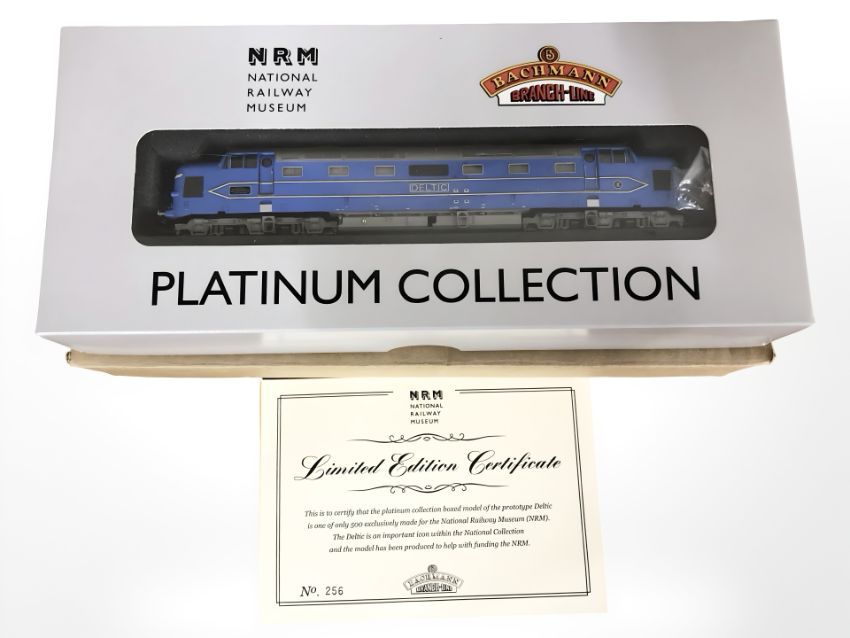 NRM
NATIONAL
RAILWAY
MUSEUM
BACHMANN
BRANCH-LINE
DELTIC
PLATINUM COLLECTION
NRM
NATIONAL
RAILWAY
MUSEUM
Limited Edition Certificate
This is to certify that the platinum collection boxed model of the prototype Deltic
is one of only 500 exclusively made for the National Railway Museum (NRM).
The Deltic is an important icon within the National Collection
and the model has been produced to help with funding the NRM.
No. 256
BACHMANN
BRANCH-LINE